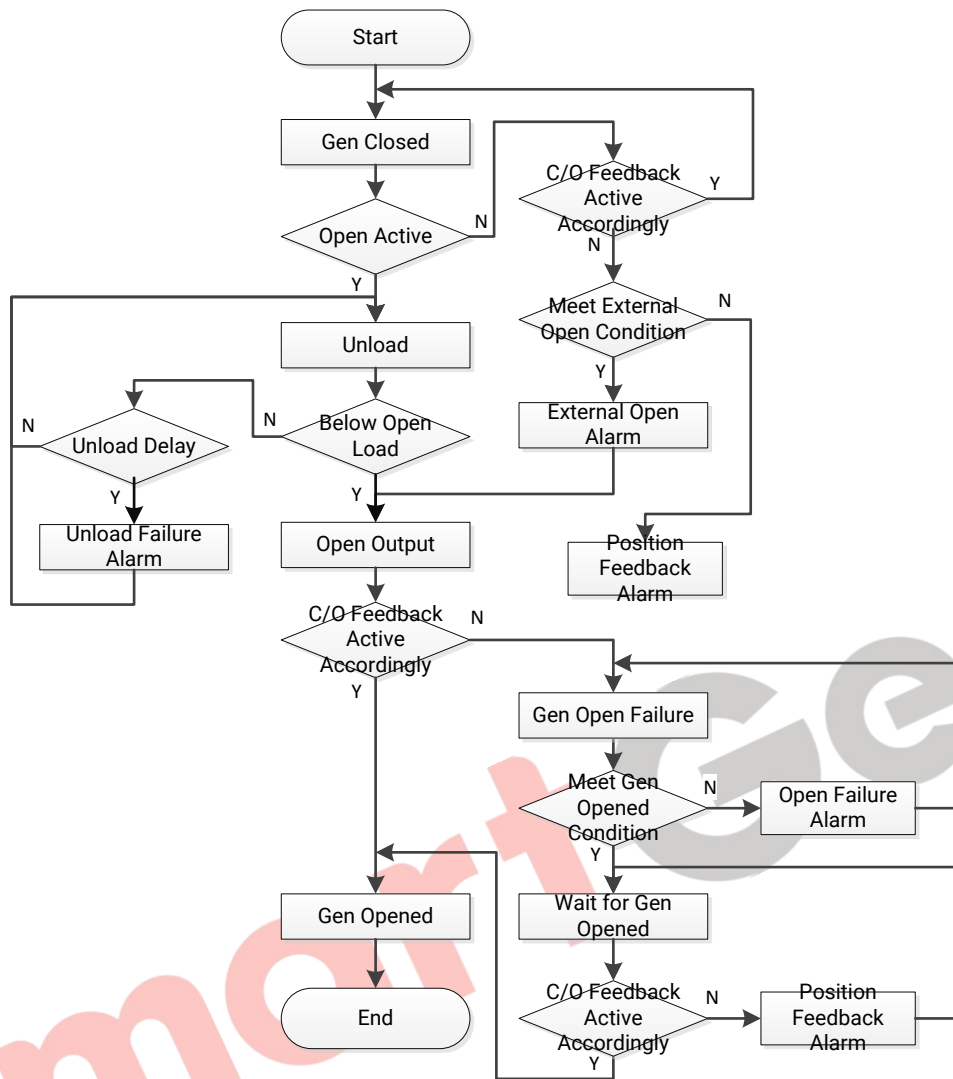 Start
Gen Closed
C/O Feedback
Active
Accordingly
Y
N
Open Active
N
Y
Meet External
Open Condition
N
Unload
Y
N
N
Below Open
Load
External Open
Alarm
Unload Delay
Y
Y
Unload Failure
Alarm
Open Output
Position
Feedback
Alarm
C/O Feedback
Active
Accordingly
N
Y
Gen Open Failure
Meet Gen
Opened
Condition
N
Open Failure
Alarm
Y
Gen Opened
Wait for Gen
Opened
C/O Feedback
Active
Accordingly
N
Position
Feedback
Alarm
End
Y
martGe